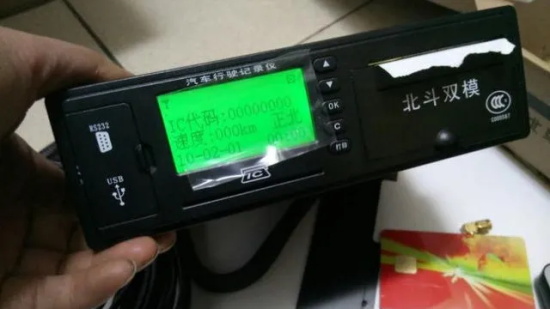 汽车行驶记录仪
RS232
USB
IC代码:00000000
速度:000km 正北
10-02-01
IC
OK
C
打印
北斗双模
CCC